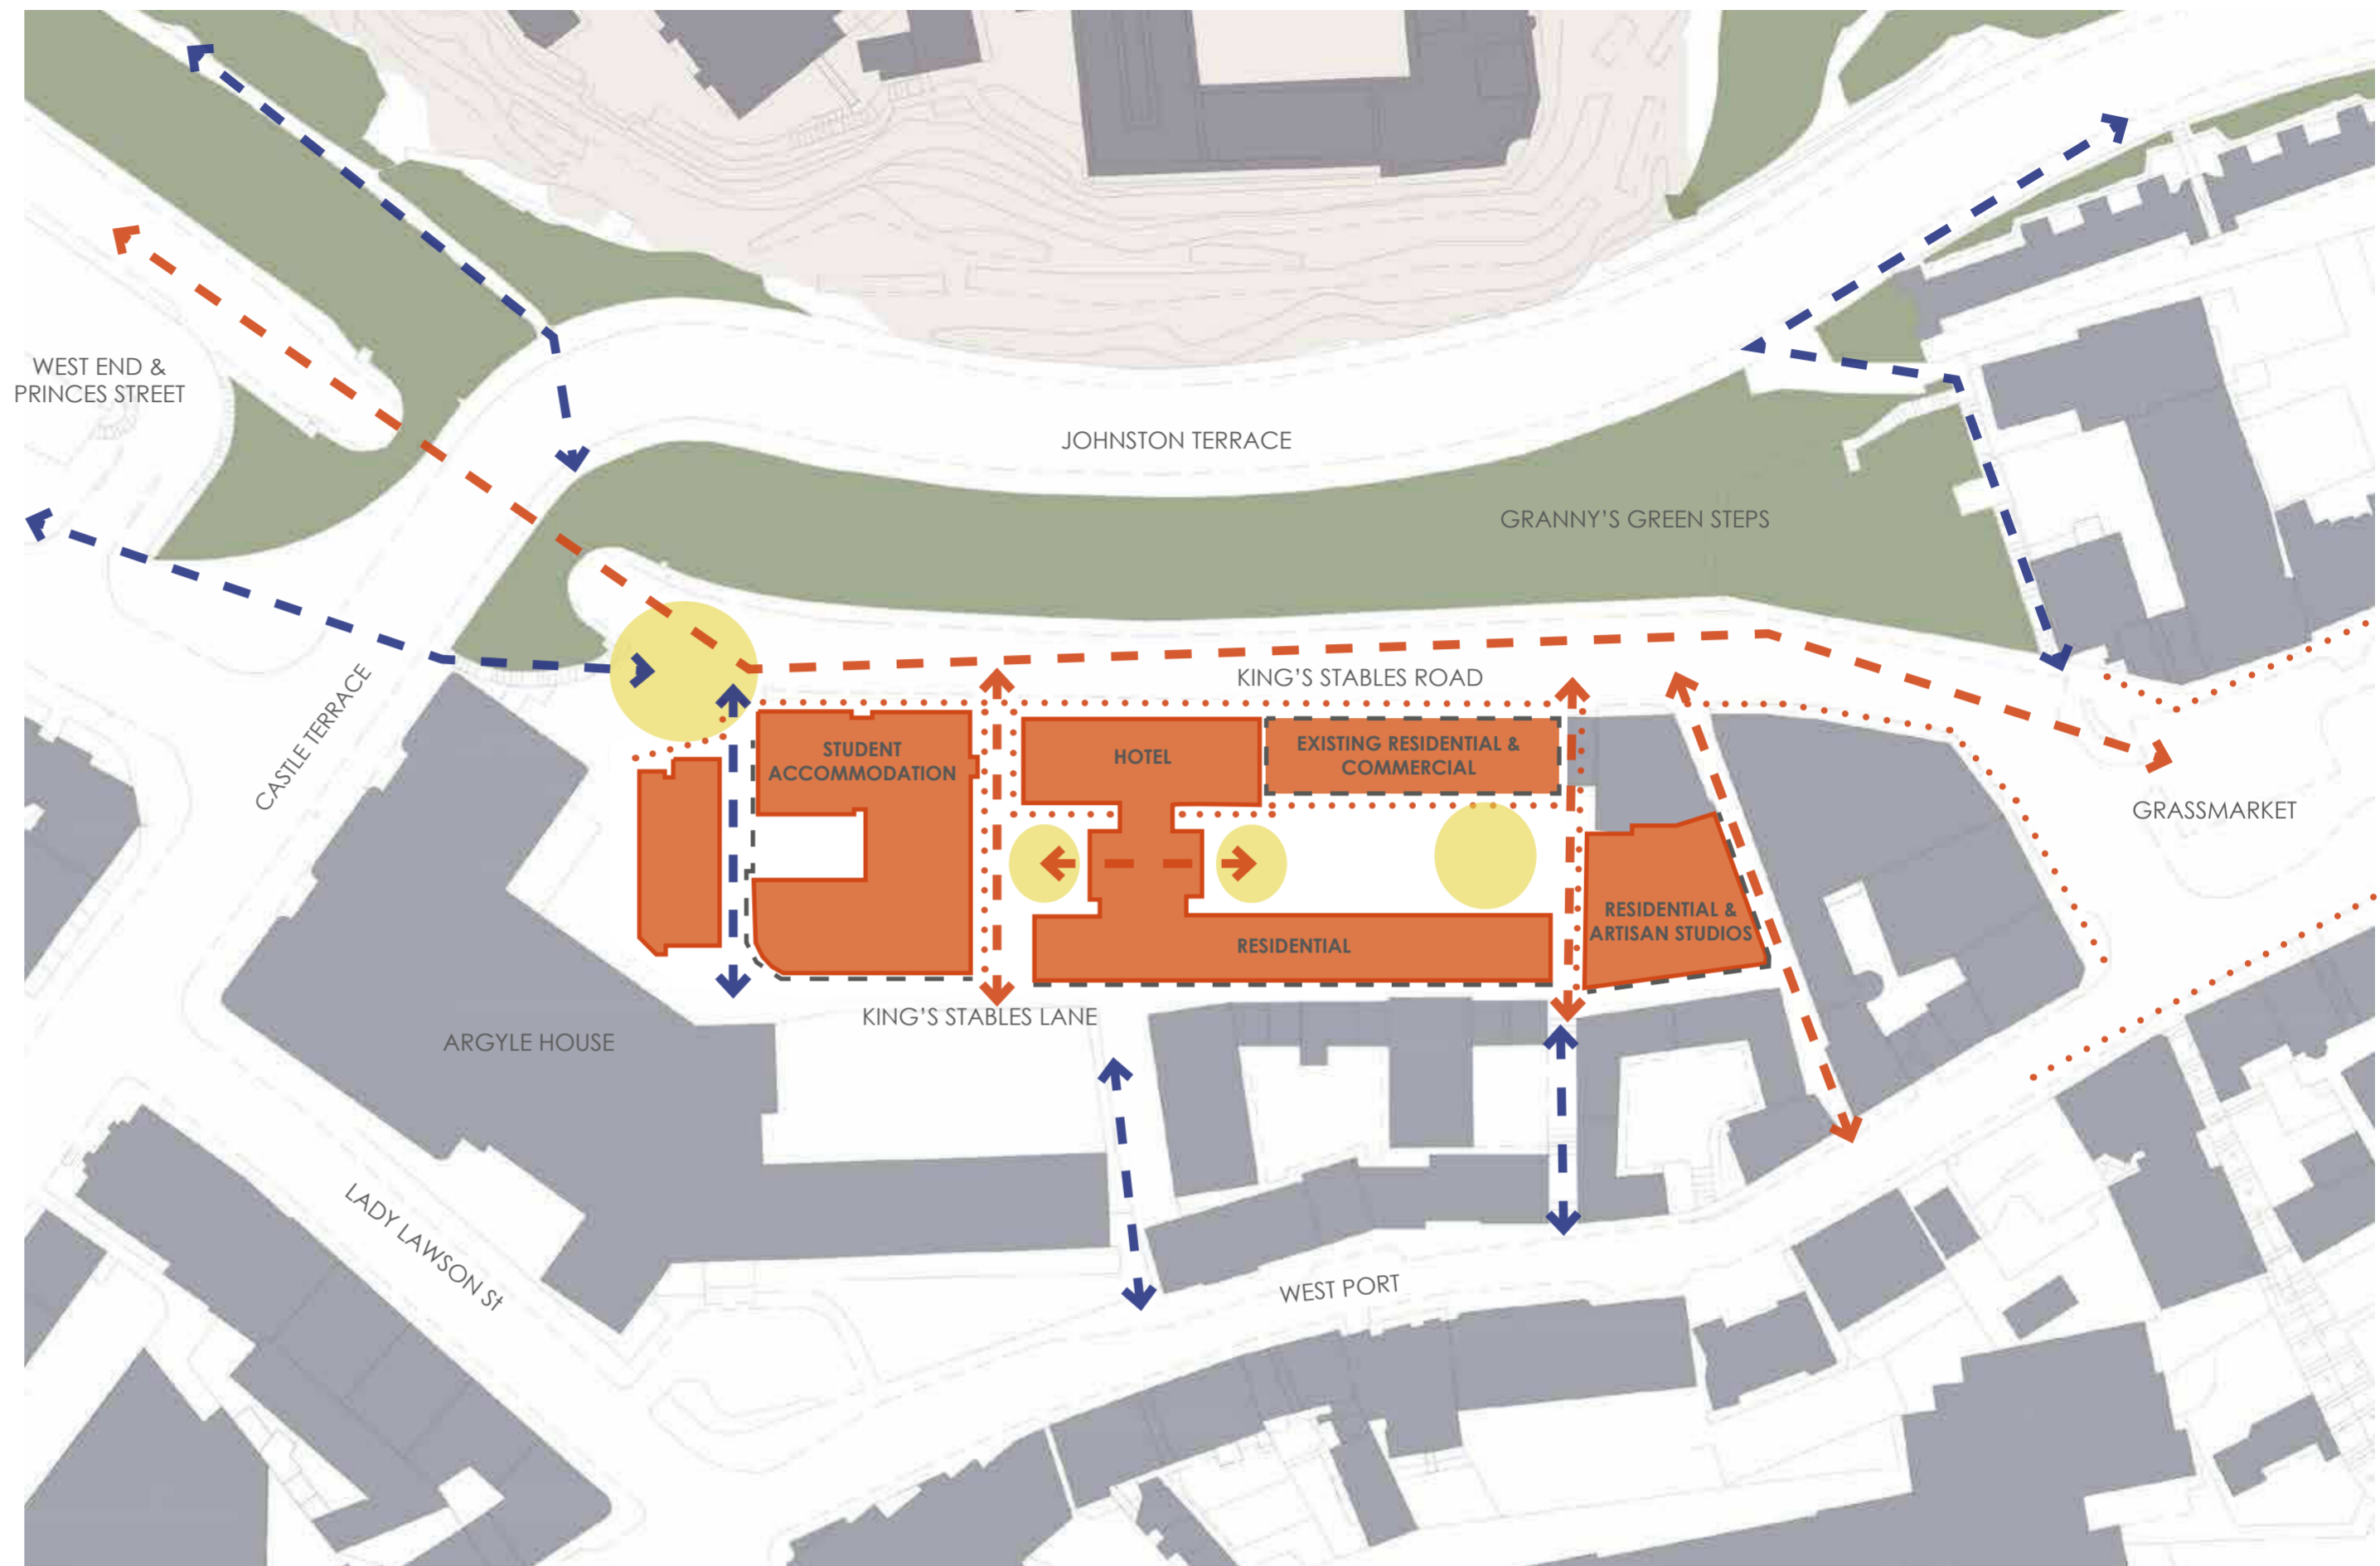 WEST END &
PRINCES STREET
JOHNSTON TERRACE
GRANNY'S GREEN STEPS
KING'S STABLES ROAD
CASTLE TERRACE
STUDENT
ACCOMMODATION
HOTEL
EXISTING RESIDENTIAL &
COMMERCIAL
GRASSMARKET
RESIDENTIAL &
ARTISAN STUDIOS
RESIDENTIAL
KING'S STABLES LANE
ARGYLE HOUSE
LADY LAWSON St
WEST PORT